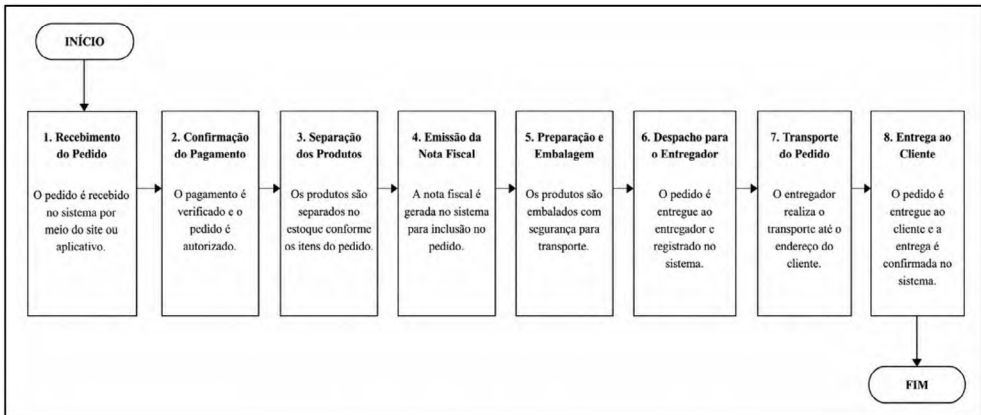 INÍCIO
1. Recebimento
do Pedido
O pedido é recebido
no sistema por
meio do site ou
aplicativo.
2. Confirmação
do Pagamento
O pagamento é
verificado e o
pedido é
autorizado.
3. Separação
dos Produtos
Os produtos são
separados no
estoque conforme
os itens do pedido.
4. Emissão da
Nota Fiscal
A nota fiscal é
gerada no sistema
para inclusão no
pedido.
5. Preparação e
Embalagem
Os produtos são
embalados com
segurança para
transporte.
6. Despacho para
o Entregador
O pedido é
entregue ao
entregador e
registrado no
sistema.
7. Transporte
do Pedido
O entregador
realiza o
transporte até o
endereço do
cliente.
8. Entrega ao
Cliente
O pedido é
entregue ao
cliente e a
entrega é
confirmada no
sistema.
FIM